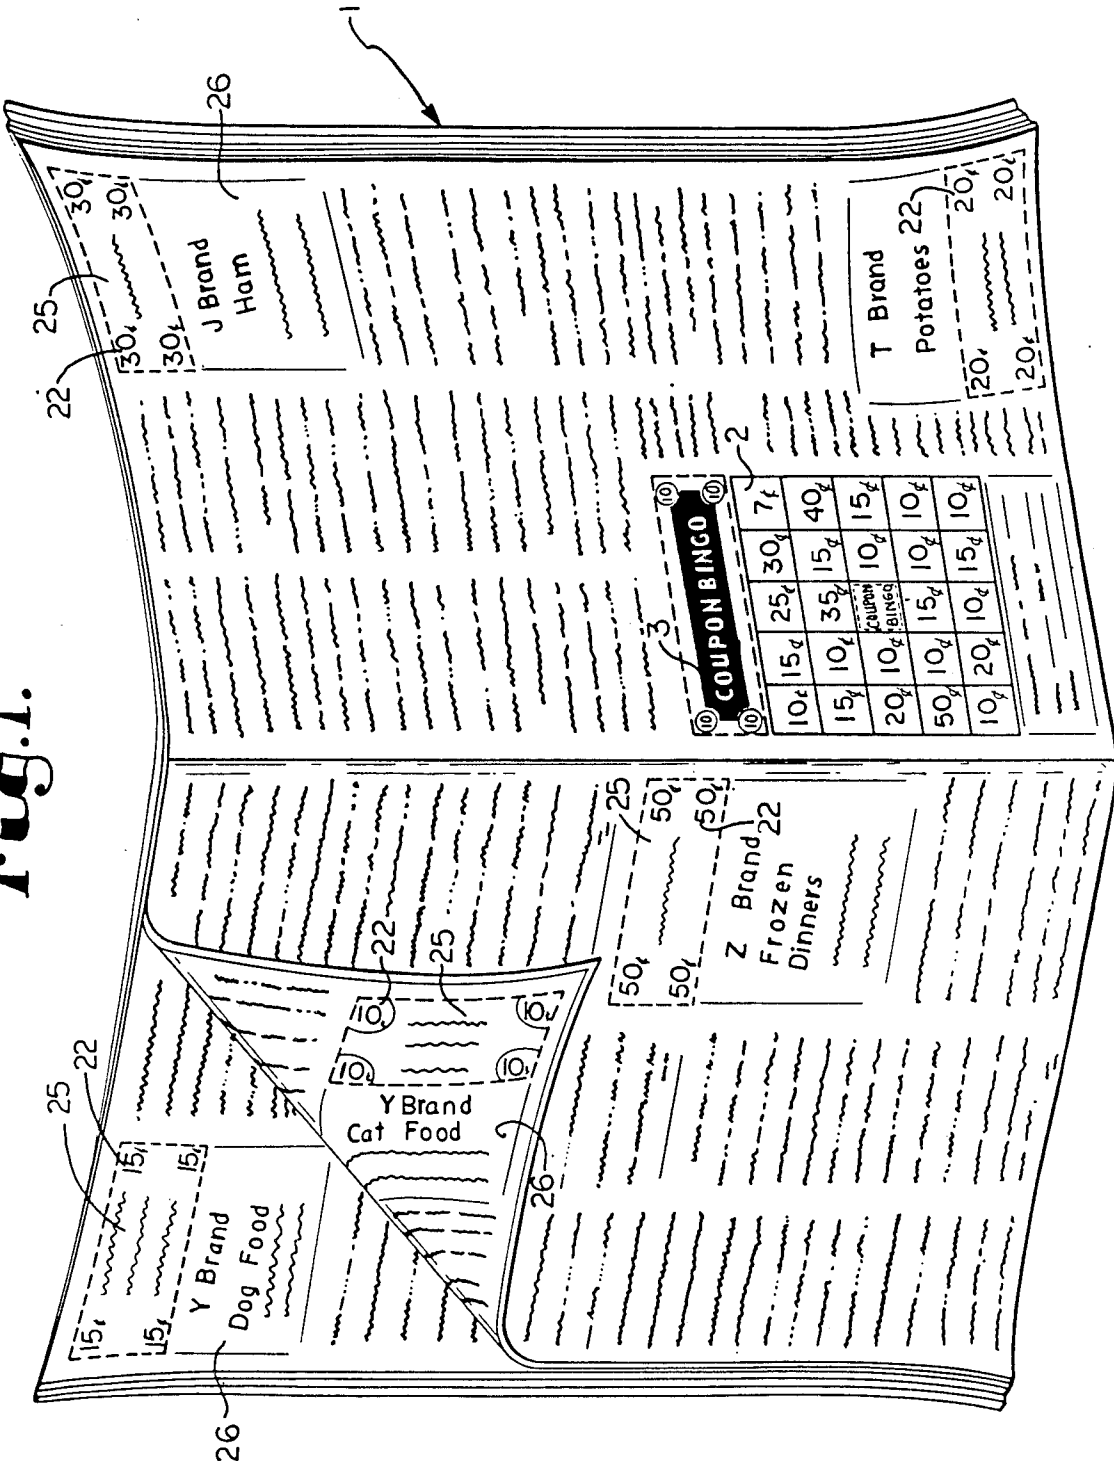 Fig.1.
1
26
25
22
15¢ 15¢
15¢ 15¢
Y Brand
Dog Food
22
25
10¢ 10¢
10¢ 10¢
Y Brand
Cat Food
26
25
50¢ 50¢
50¢ 50¢
22
Z Brand
Frozen
Dinners
22
25
30¢ 30¢
30¢ 30¢
J Brand
Ham
26
3
10 10
COUPON BINGO
10 10
2
10¢ 15¢ 25¢ 30¢ 7¢
15¢ 10¢ 35¢ 15¢ 40¢
20¢ 10¢ COUPON BINGO 10¢ 15¢
50¢ 10¢ 15¢ 10¢ 10¢
10¢ 20¢ 10¢ 15¢ 10¢
T Brand
Potatoes
22
20¢ 20¢
20¢ 20¢